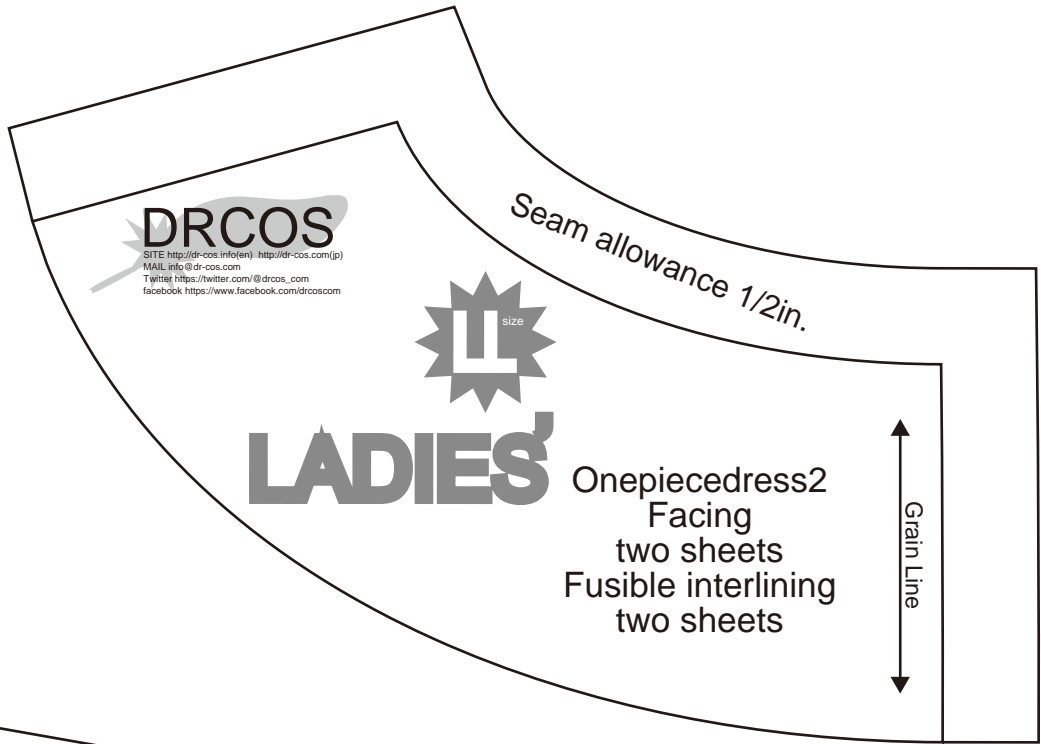 DRCOS
SITE http://dr-cos.info(en) http://dr-cos.com(jp)
MAIL info@dr-cos.com
Twitter https://twitter.com/@drcos_com
facebook https://www.facebook.com/drcoscom
Seam allowance 1/2in.
LL size
LADIES'
Onepiecedress2
Facing
two sheets
Fusible interlining
two sheets
Grain Line